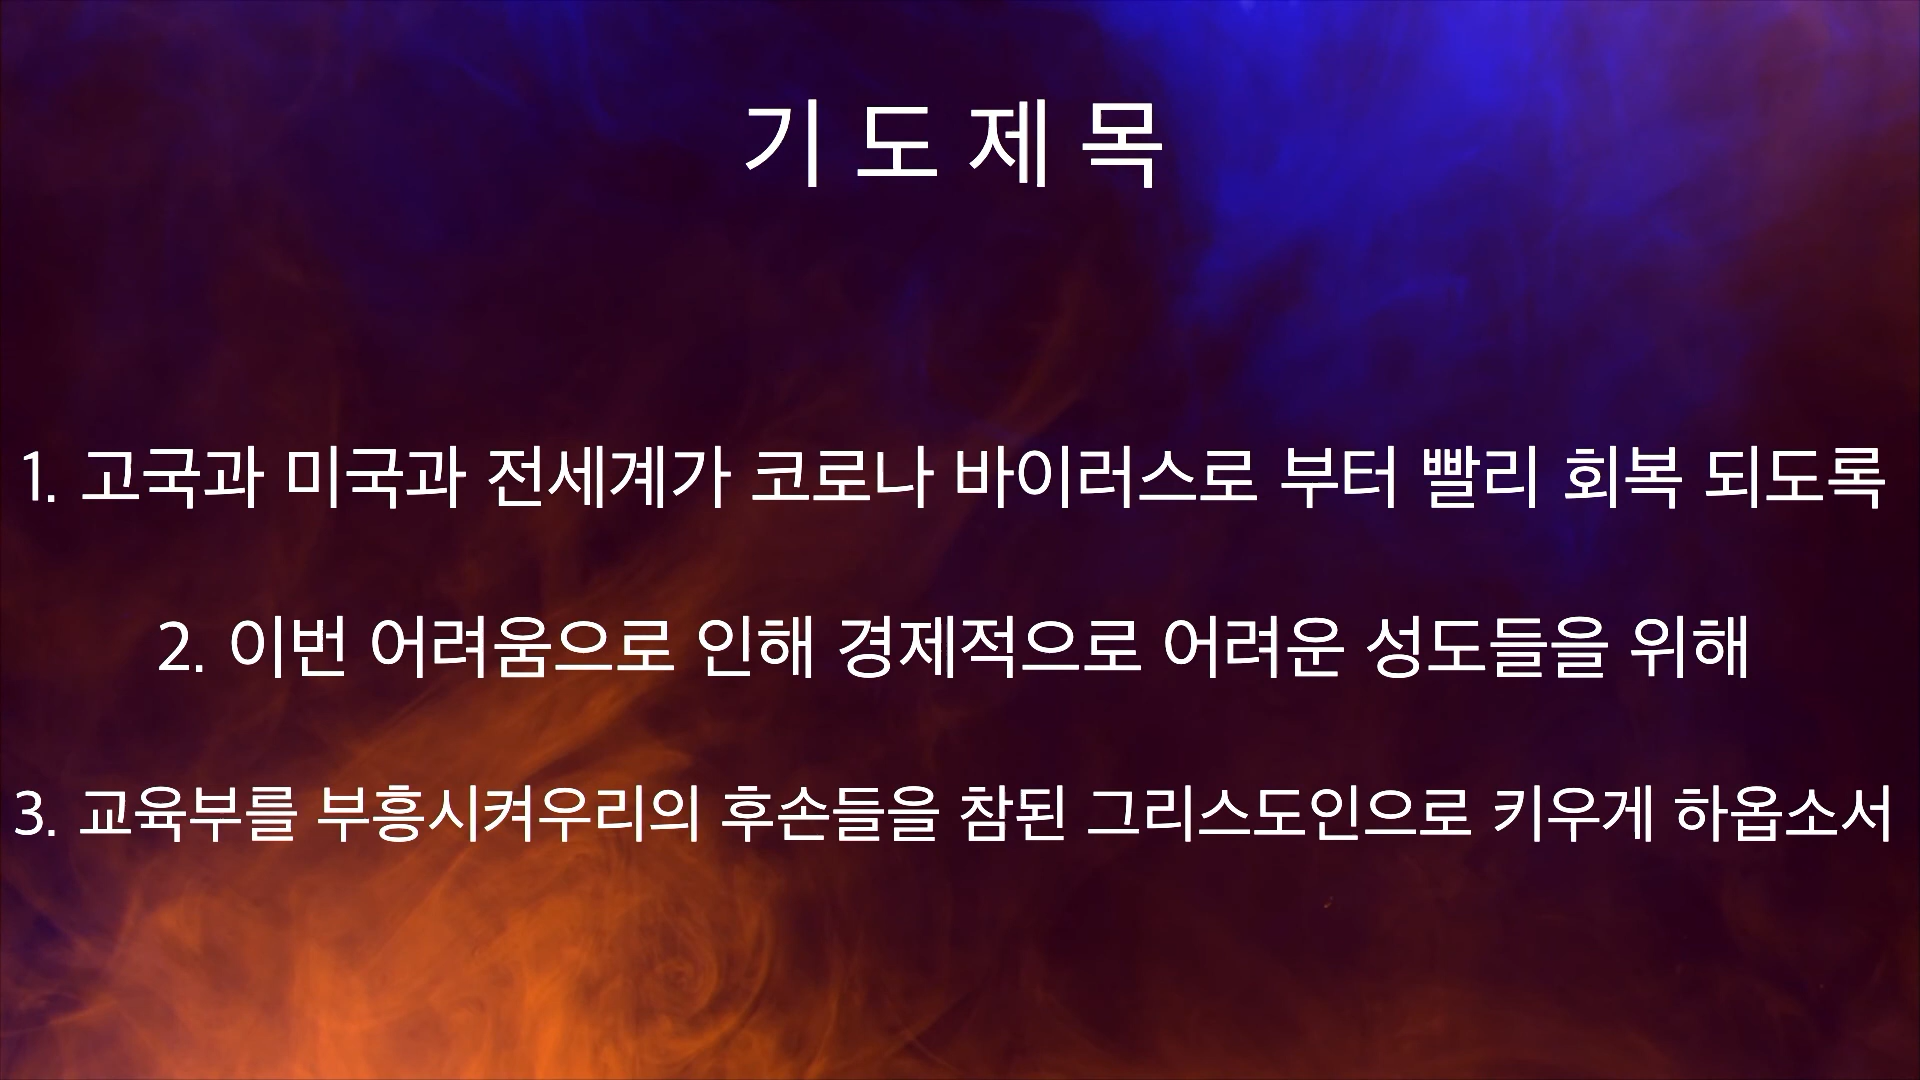 기 도 제 목
1. 고국과 미국과 전세계가 코로나 바이러스로 부터 빨리 회복 되도록
2. 이번 어려움으로 인해 경제적으로 어려운 성도들을 위해
3. 교육부를 부흥시켜우리의 후손들을 참된 그리스도인으로 키우게 하옵소서